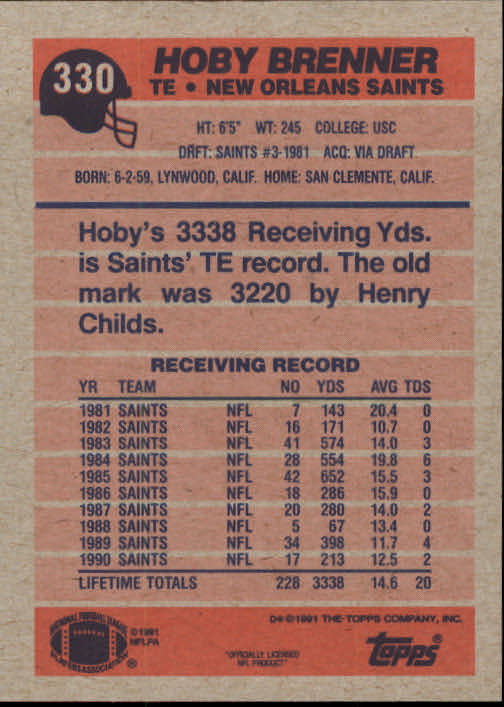 330
HOBY BRENNER
TE • NEW ORLEANS SAINTS
HT: 6'5" WT: 245 COLLEGE: USC
DRFT: SAINTS #3-1981 ACQ: VIA DRAFT
BORN: 6-2-59, LYNWOOD, CALIF. HOME: SAN CLEMENTE, CALIF.
Hoby's 3338 Receiving Yds.
is Saints' TE record. The old
mark was 3220 by Henry
Childs.
RECEIVING RECORD
YR TEAM NO YDS AVG TDS
1981 SAINTS NFL 7 143 20.4 0
1982 SAINTS NFL 16 171 10.7 0
1983 SAINTS NFL 41 574 14.0 3
1984 SAINTS NFL 28 554 19.8 6
1985 SAINTS NFL 42 652 15.5 3
1986 SAINTS NFL 18 286 15.9 0
1987 SAINTS NFL 20 280 14.0 2
1988 SAINTS NFL 5 67 13.4 0
1989 SAINTS NFL 34 398 11.7 4
1990 SAINTS NFL 17 213 12.5 2
LIFETIME TOTALS 228 3338 14.6 20
D* © 1991 THE TOPPS COMPANY, INC.
NATIONAL FOOTBALL LEAGUE
PLAYERS ASSOCIATION
®
© 1991
NFLPA
"OFFICIALLY LICENSED
NFL PRODUCT"
topps®